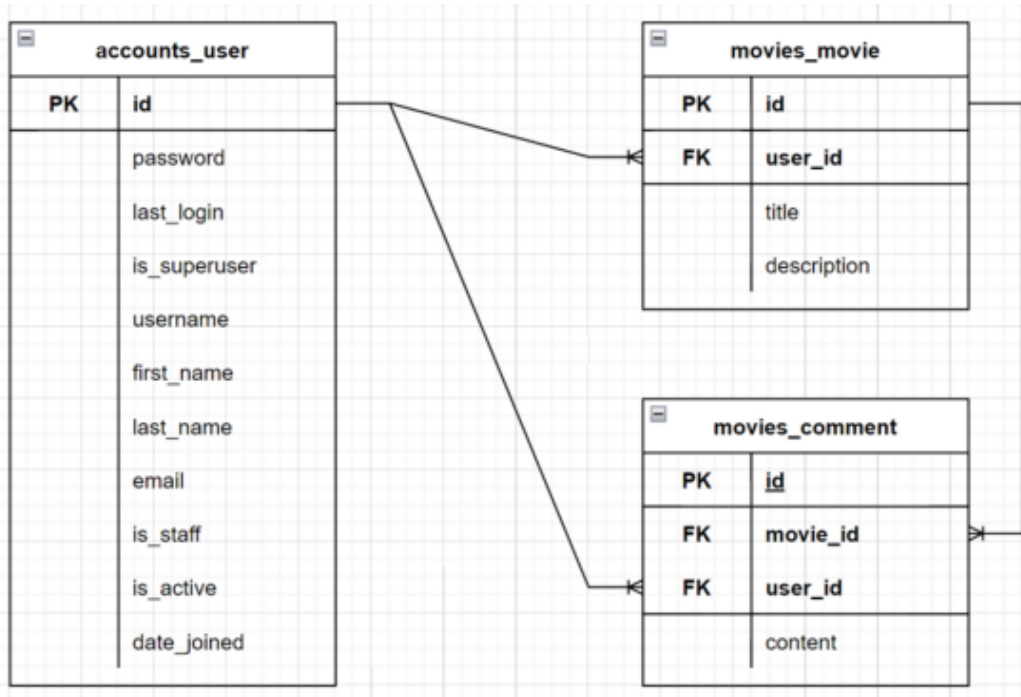 accounts_user
PK id
password
last_login
is_superuser
username
first_name
last_name
email
is_staff
is_active
date_joined
movies_movie
PK id
FK user_id
title
description
movies_comment
PK id
FK movie_id
FK user_id
content